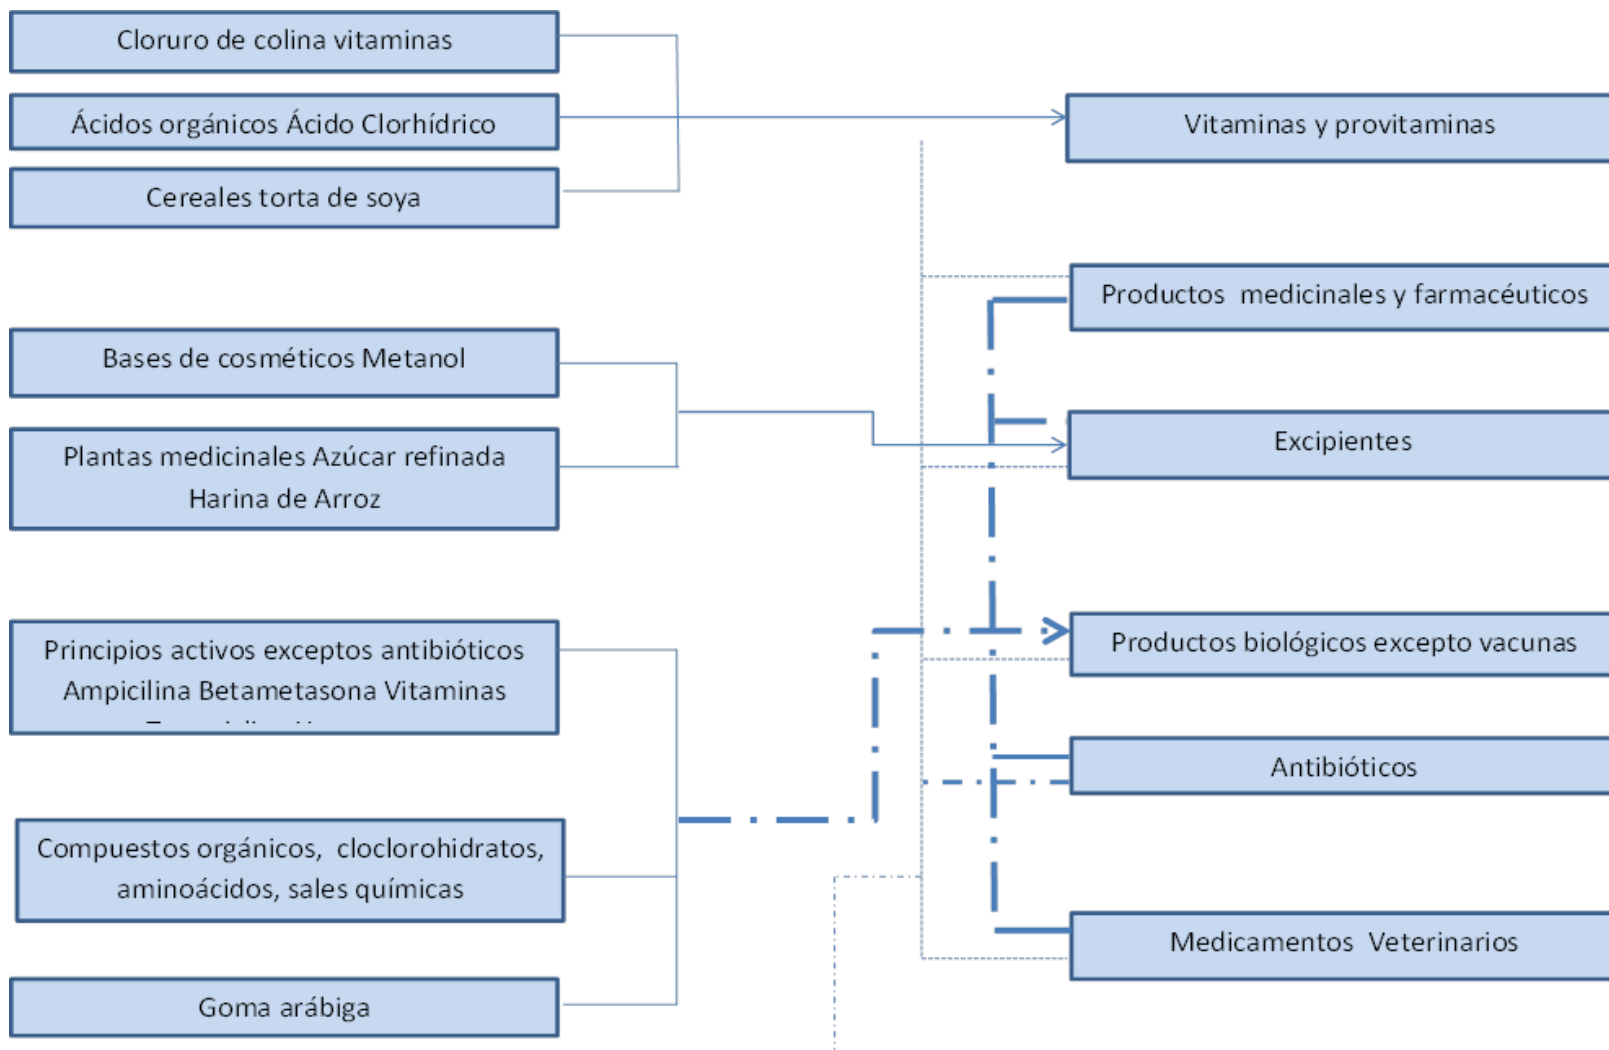 Cloruro de colina vitaminas
Ácidos orgánicos Ácido Clorhídrico
Cereales torta de soya
Bases de cosméticos Metanol
Plantas medicinales Azúcar refinada
Harina de Arroz
Principios activos exceptos antibióticos
Ampicilina Betametasona Vitaminas
Compuestos orgánicos, cloclorohidratos,
aminoácidos, sales químicas
Goma arábiga
Vitaminas y provitaminas
Productos medicinales y farmacéuticos
Excipientes
Productos biológicos excepto vacunas
Antibióticos
Medicamentos Veterinarios